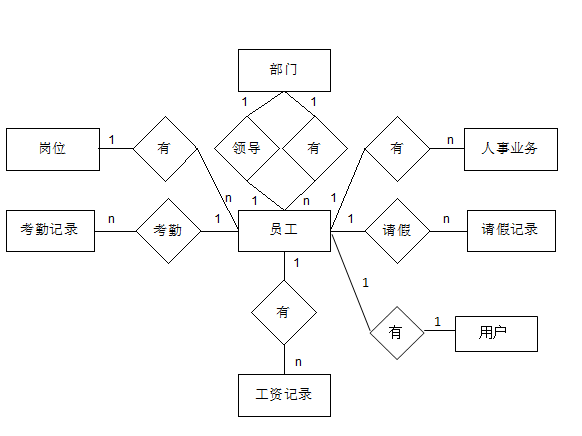 部门
1 1
岗位 1 有 领导 有 有 n 人事业务
n 1 n 1
考勤记录 n 考勤 1 员工 1 请假 n 请假记录
1 1
有 有 1 用户
n
工资记录